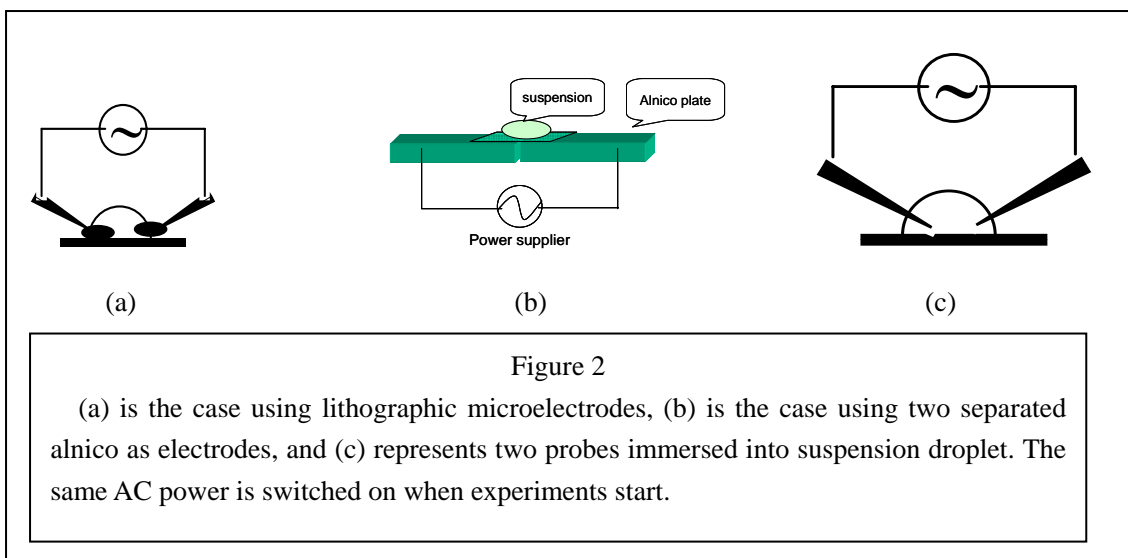 suspension
Alnico plate
Power supplier
(a)
(b)
(c)
Figure 2
(a) is the case using lithographic microelectrodes, (b) is the case using two separated
alnico as electrodes, and (c) represents two probes immersed into suspension droplet. The
same AC power is switched on when experiments start.